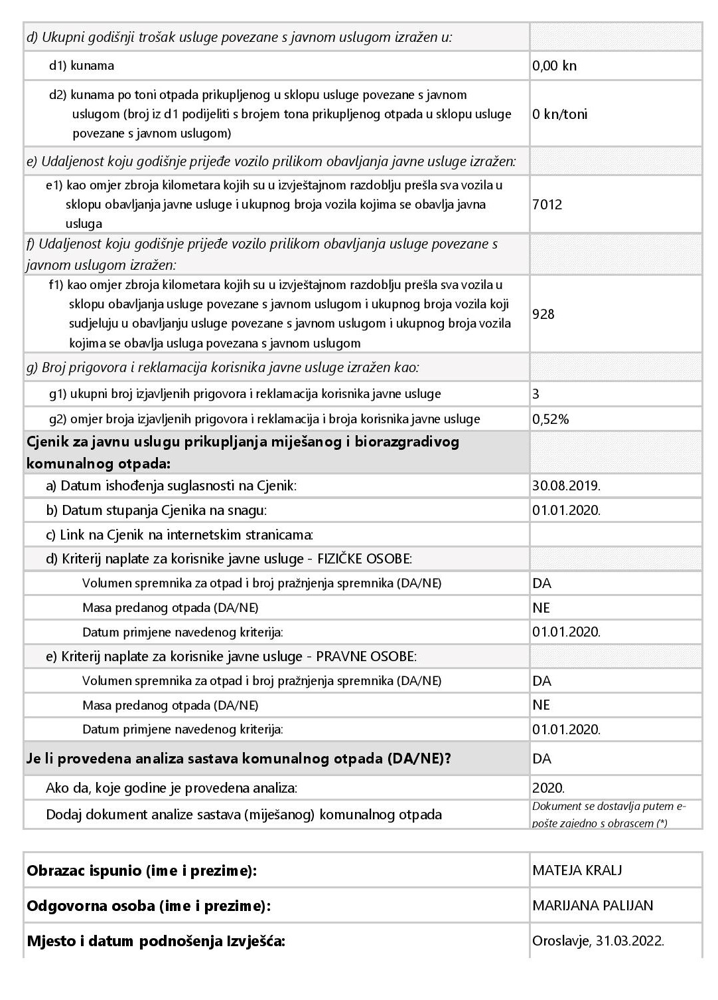 d) Ukupni godišnji trošak usluge povezane s javnom uslugom izražen u:
d1) kunama
0,00 kn
d2) kunama po toni otpada prikupljenog u sklopu usluge povezane s javnom
uslugom (broj iz d1 podijeliti s brojem tona prikupljenog otpada u sklopu usluge
povezane s javnom uslugom)
0 kn/toni
e) Udaljenost koju godišnje prijeđe vozilo prilikom obavljanja javne usluge izražen:
e1) kao omjer zbroja kilometara kojih su u izvještajnom razdoblju prešla sva vozila u
sklopu obavljanja javne usluge i ukupnog broja vozila kojima se obavlja javna
usluga
7012
f) Udaljenost koju godišnje prijeđe vozilo prilikom obavljanja usluge povezane s
javnom uslugom izražen:
f1) kao omjer zbroja kilometara kojih su u izvještajnom razdoblju prešla sva vozila u
sklopu obavljanja usluge povezane s javnom uslugom i ukupnog broja vozila koji
sudjeluju u obavljanju usluge povezane s javnom uslugom i ukupnog broja vozila
kojima se obavlja usluga povezana s javnom uslugom
928
g) Broj prigovora i reklamacija korisnika javne usluge izražen kao:
g1) ukupni broj izjavljenih prigovora i reklamacija korisnika javne usluge
3
g2) omjer broja izjavljenih prigovora i reklamacija i broja korisnika javne usluge
0,52%
Cjenik za javnu uslugu prikupljanja miješanog i biorazgradivog
komunalnog otpada:
a) Datum ishođenja suglasnosti na Cjenik:
30.08.2019.
b) Datum stupanja Cjenika na snagu:
01.01.2020.
c) Link na Cjenik na internetskim stranicama:
d) Kriterij naplate za korisnike javne usluge - FIZIČKE OSOBE:
Volumen spremnika za otpad i broj pražnjenja spremnika (DA/NE)
DA
Masa predanog otpada (DA/NE)
NE
Datum primjene navedenog kriterija:
01.01.2020.
e) Kriterij naplate za korisnike javne usluge - PRAVNE OSOBE:
Volumen spremnika za otpad i broj pražnjenja spremnika (DA/NE)
DA
Masa predanog otpada (DA/NE)
NE
Datum primjene navedenog kriterija:
01.01.2020.
Je li provedena analiza sastava komunalnog otpada (DA/NE)?
DA
Ako da, koje godine je provedena analiza:
2020.
Dodaj dokument analize sastava (miješanog) komunalnog otpada
Dokument se dostavlja putem e-
pošte zajedno s obrascem (*)
Obrazac ispunio (ime i prezime):
MATEJA KRALJ
Odgovorna osoba (ime i prezime):
MARIJANA PALIJAN
Mjesto i datum podnošenja Izvješća:
Oroslavje, 31.03.2022.